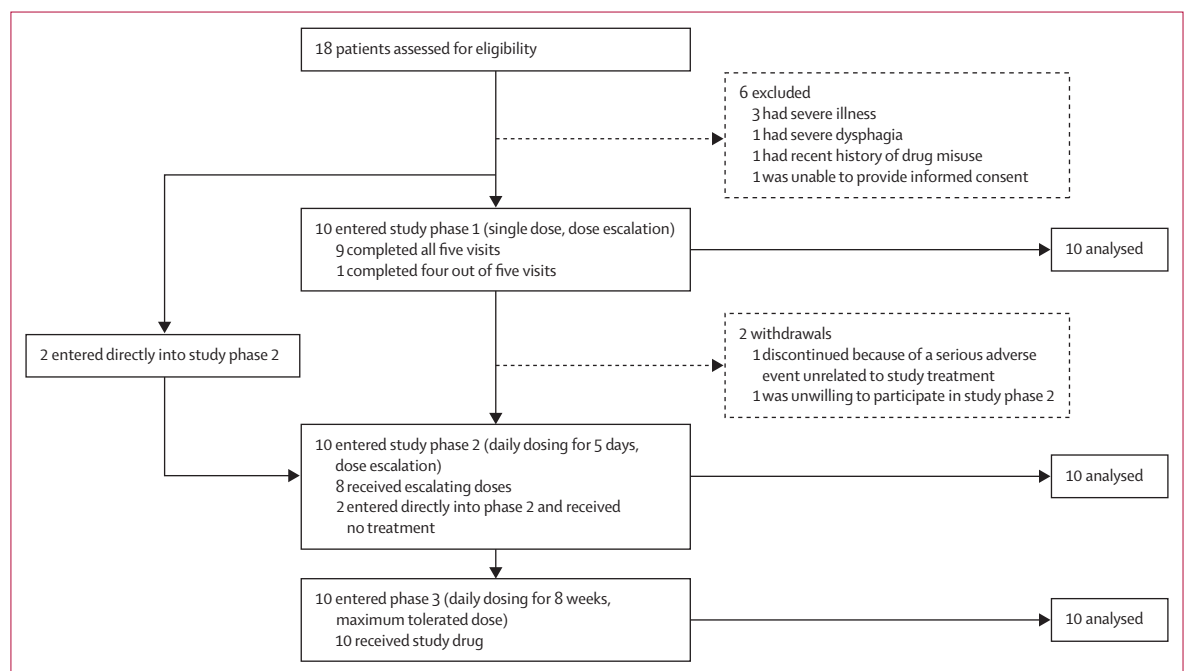 18 patients assessed for eligibility
6 excluded
3 had severe illness
1 had severe dysphagia
1 had recent history of drug misuse
1 was unable to provide informed consent
10 entered study phase 1 (single dose, dose escalation)
9 completed all five visits
1 completed four out of five visits
10 analysed
2 entered directly into study phase 2
2 withdrawals
1 discontinued because of a serious adverse
event unrelated to study treatment
1 was unwilling to participate in study phase 2
10 entered study phase 2 (daily dosing for 5 days,
dose escalation)
8 received escalating doses
2 entered directly into phase 2 and received
no treatment
10 analysed
10 entered phase 3 (daily dosing for 8 weeks,
maximum tolerated dose)
10 received study drug
10 analysed